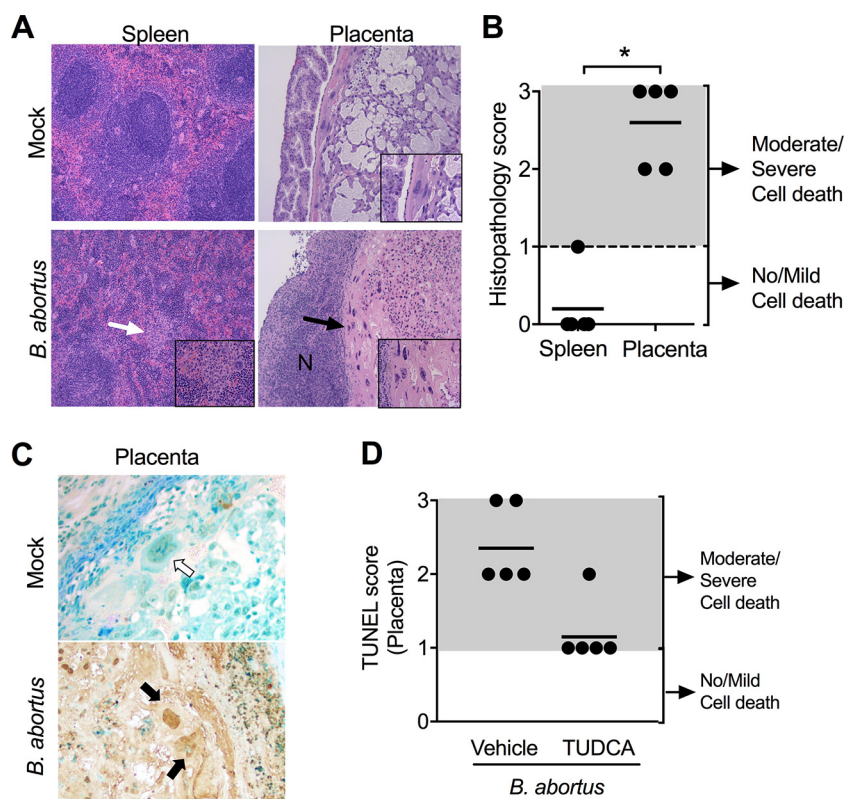 A
Spleen
Placenta
Mock
B. abortus
N
B
*
Histopathology score
3
2
1
0
Spleen
Placenta
Moderate/
Severe
Cell death
No/Mild
Cell death
C
Placenta
Mock
B. abortus
D
TUNEL score
(Placenta)
3
2
1
0
Vehicle
TUDCA
B. abortus
Moderate/
Severe
Cell death
No/Mild
Cell death